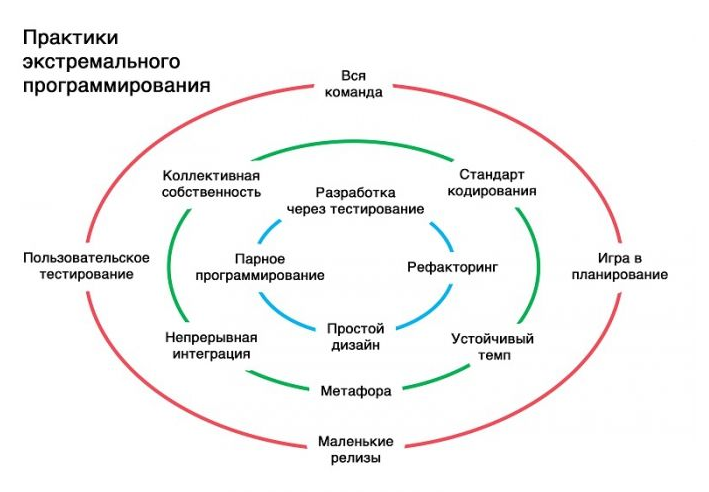 Практики
экстремального
программирования
Вся
команда
Коллективная
собственность
Стандарт
кодирования
Разработка
через тестирование
Пользовательское
тестирование
Парное
программирование
Рефакторинг
Игра в
планирование
Непрерывная
интеграция
Простой
дизайн
Устойчивый
темп
Метафора
Маленькие
релизы